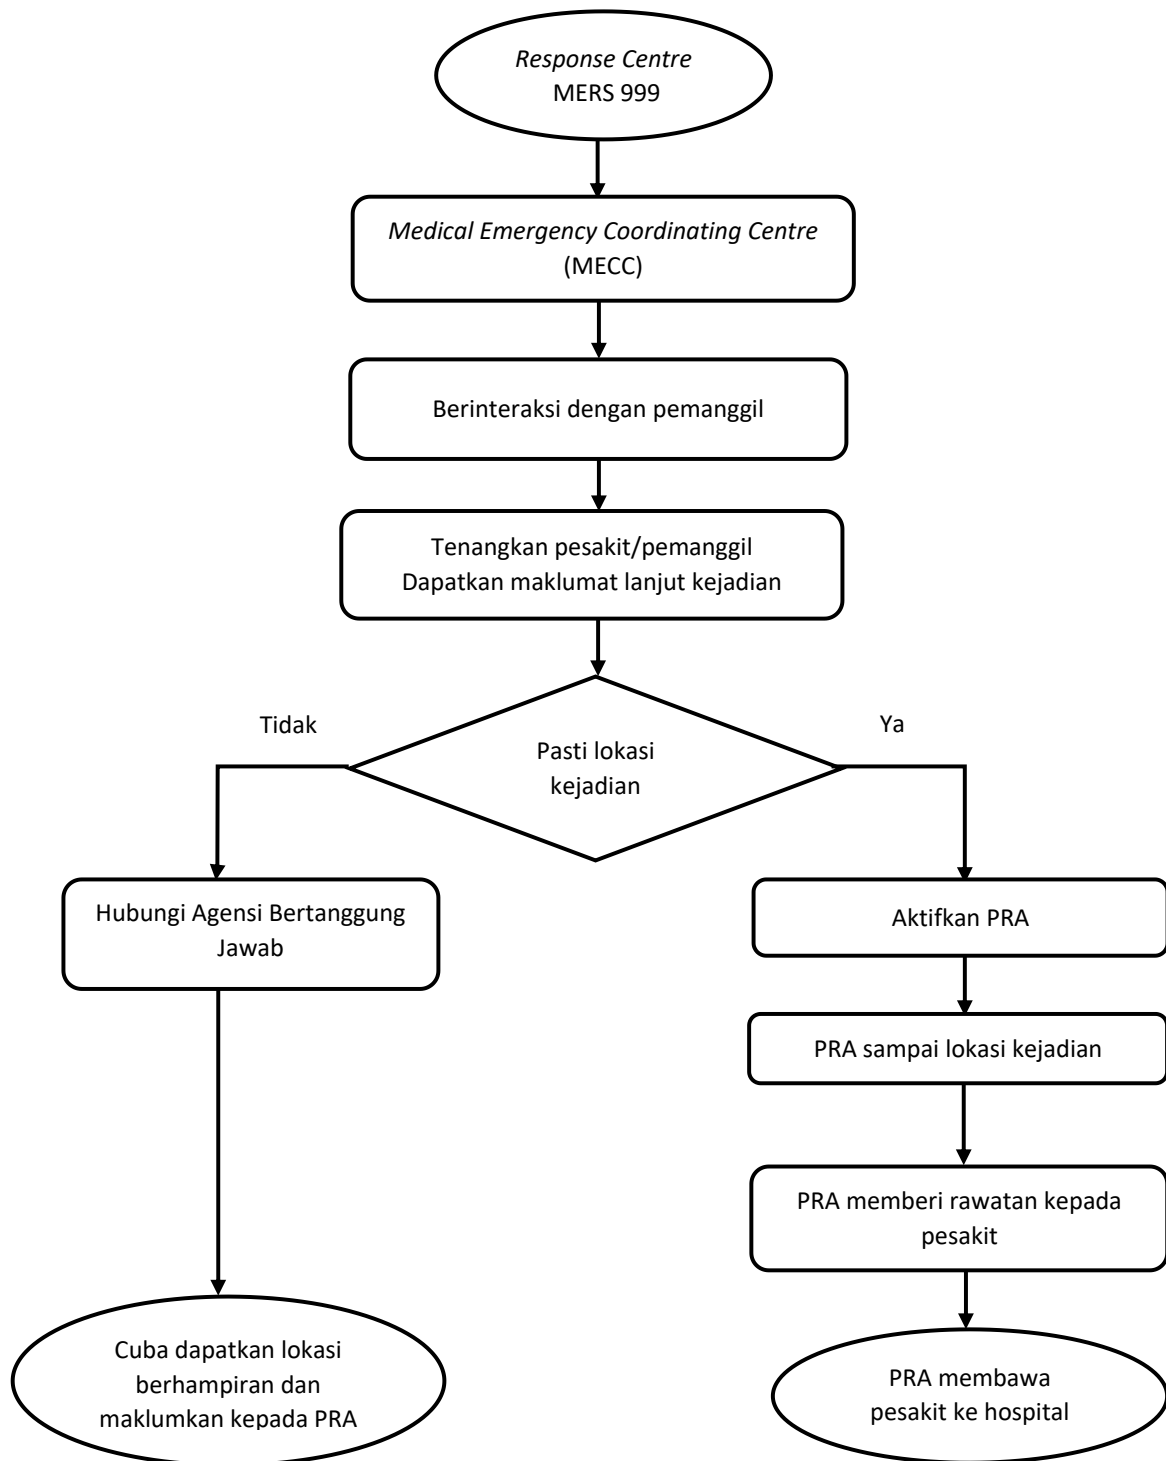 Response Centre
MERS 999
Medical Emergency Coordinating Centre
(MECC)
Berinteraksi dengan pemanggil
Tenangkan pesakit/pemanggil
Dapatkan maklumat lanjut kejadian
Tidak
Ya
Pasti lokasi
kejadian
Hubungi Agensi Bertanggung
Jawab
Aktifkan PRA
PRA sampai lokasi kejadian
PRA memberi rawatan kepada
pesakit
Cuba dapatkan lokasi
berhampiran dan
maklumkan kepada PRA
PRA membawa
pesakit ke hospital